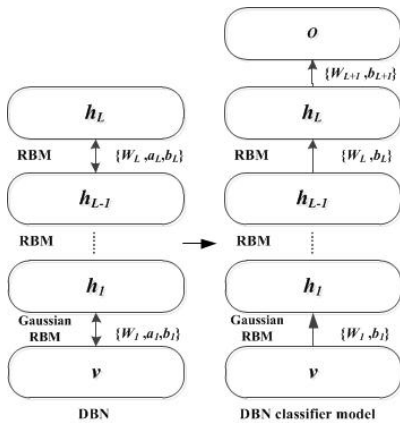 o
{W_{L+1} ,b_{L+1}}
h_L
h_L
RBM
{W_L ,a_L,b_L}
RBM
{W_L ,b_L}
h_{L-1}
h_{L-1}
RBM
RBM
h_1
h_1
Gaussian
RBM
{W_1 ,a_1,b_1}
Gaussian
RBM
{W_1 ,b_1}
v
v
DBN
DBN classifier model